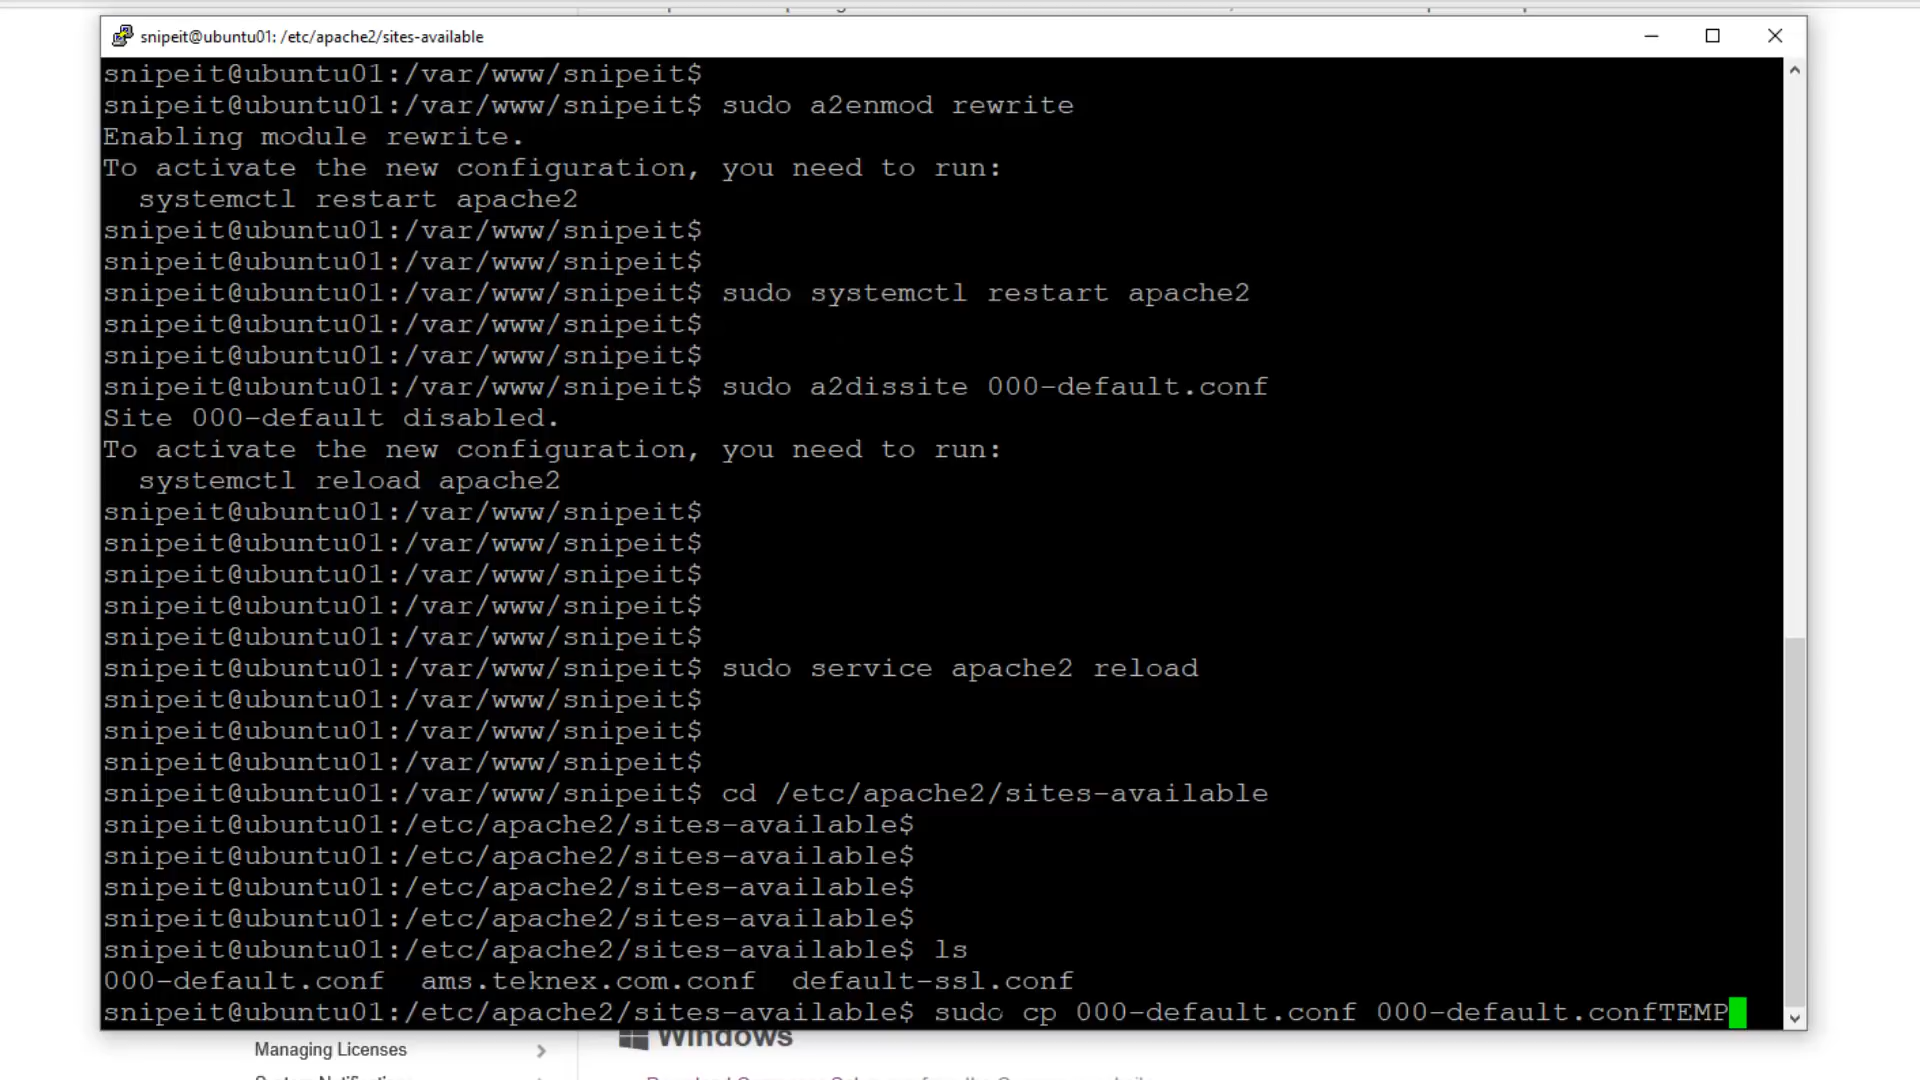 snipeit@ubuntu01: /etc/apache2/sites-available
snipeit@ubuntu01:/var/www/snipeit$
snipeit@ubuntu01:/var/www/snipeit$ sudo a2enmod rewrite
Enabling module rewrite.
To activate the new configuration, you need to run:
systemctl restart apache2
snipeit@ubuntu01:/var/www/snipeit$
snipeit@ubuntu01:/var/www/snipeit$
snipeit@ubuntu01:/var/www/snipeit$ sudo systemctl restart apache2
snipeit@ubuntu01:/var/www/snipeit$
snipeit@ubuntu01:/var/www/snipeit$
snipeit@ubuntu01:/var/www/snipeit$ sudo a2dissite 000-default.conf
Site 000-default disabled.
To activate the new configuration, you need to run:
systemctl reload apache2
snipeit@ubuntu01:/var/www/snipeit$
snipeit@ubuntu01:/var/www/snipeit$
snipeit@ubuntu01:/var/www/snipeit$
snipeit@ubuntu01:/var/www/snipeit$
snipeit@ubuntu01:/var/www/snipeit$
snipeit@ubuntu01:/var/www/snipeit$ sudo service apache2 reload
snipeit@ubuntu01:/var/www/snipeit$
snipeit@ubuntu01:/var/www/snipeit$
snipeit@ubuntu01:/var/www/snipeit$
snipeit@ubuntu01:/var/www/snipeit$ cd /etc/apache2/sites-available
snipeit@ubuntu01:/etc/apache2/sites-available$
snipeit@ubuntu01:/etc/apache2/sites-available$
snipeit@ubuntu01:/etc/apache2/sites-available$
snipeit@ubuntu01:/etc/apache2/sites-available$
snipeit@ubuntu01:/etc/apache2/sites-available$ ls
000-default.conf ams.teknex.com.conf default-ssl.conf
snipeit@ubuntu01:/etc/apache2/sites-available$ sudo cp 000-default.conf 000-default.confTEMP
Windows
Managing Licenses